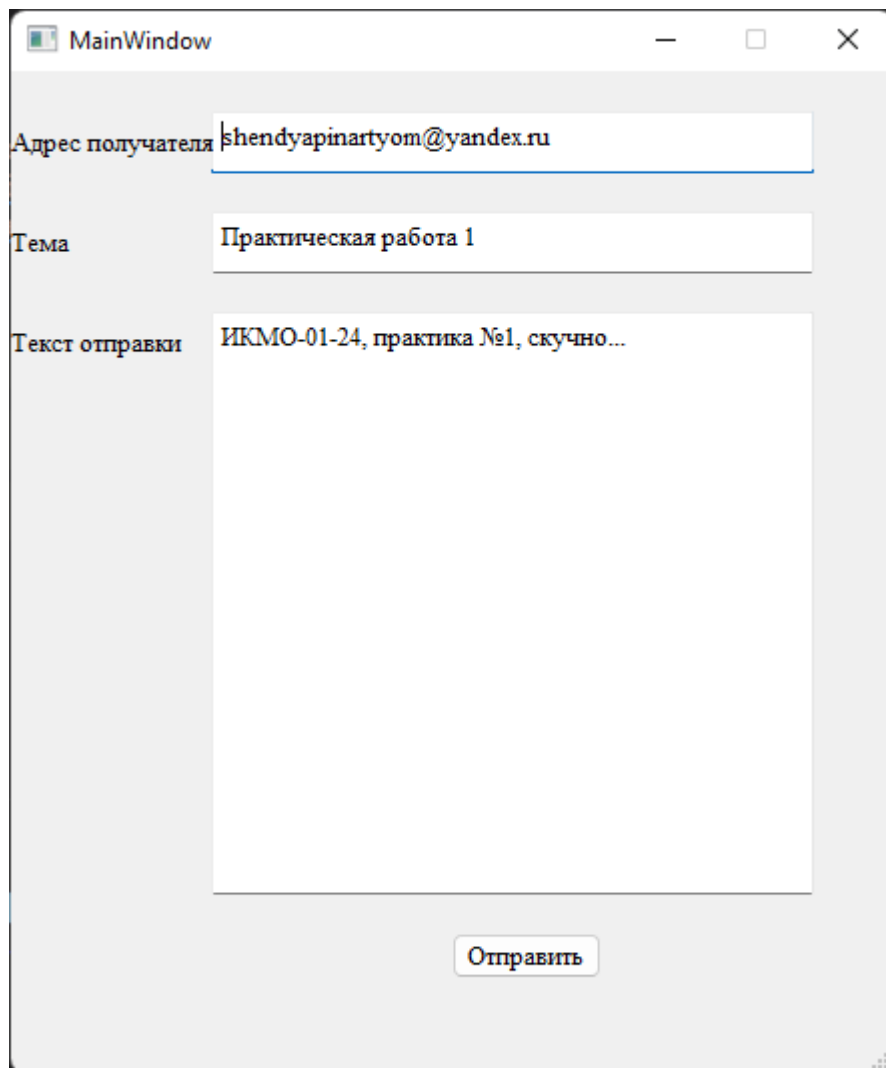 MainWindow
Адрес получателя shendyapinartyom@yandex.ru
Тема Практическая работа 1
Текст отправки ИКМО-01-24, практика №1, скучно...
Отправить